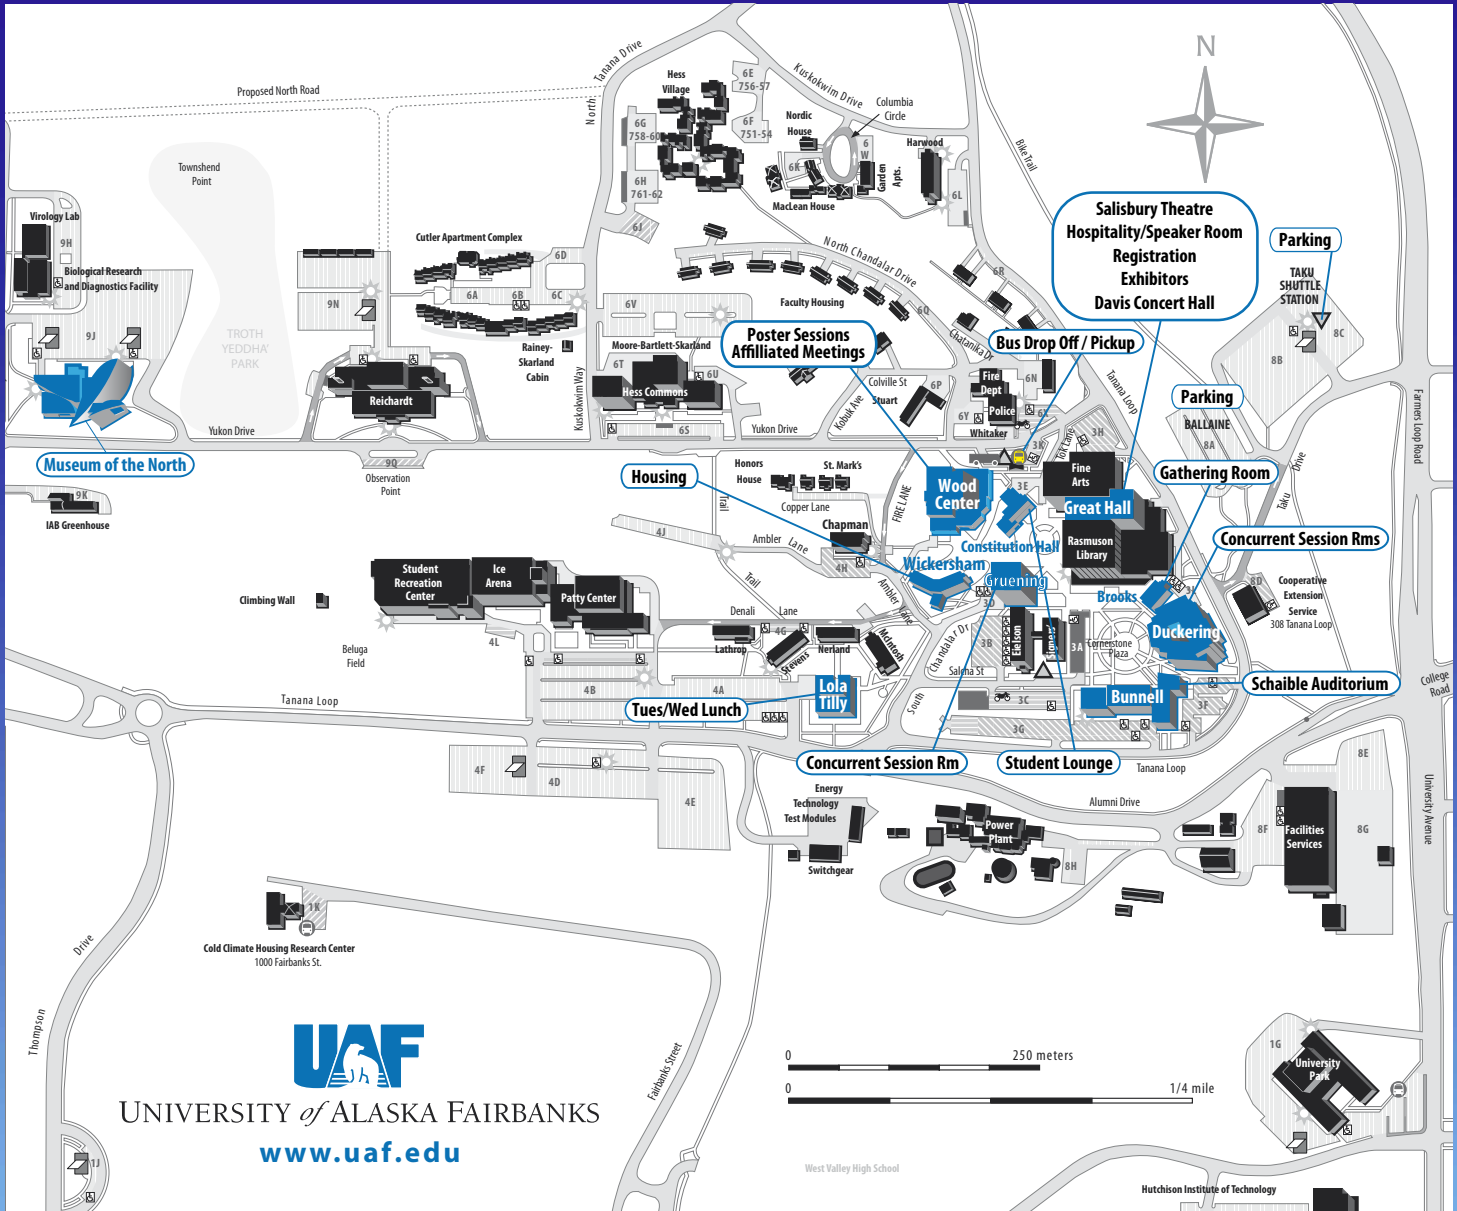 Proposed North Road
North
Tanana Drive
Hess
Village
6E
756-57
6F
751-54
6G
758-60
6H
761-62
6J
Kuskokwim Drive
Columbia
Circle
Nordic
House
6K
6
W
Garden
Apts.
Harwood
6L
MacLean House
Bike Trail
N
Townshend
Point
Virology Lab
9H
Biological Research
and Diagnostics Facility
9J
TROTH
YEDDHA'
PARK
9N
Cutler Apartment Complex
6D
6A
6B
6C
Rainey-
Skarland
Cabin
North Chandalar Drive
Faculty Housing
6Q
6R
6V
Moore-Bartlett-Skarland
6T
6U
Hess Commons
6S
Kuskokwim Way
Reichardt
Yukon Drive
9Q
Observation
Point
Museum of the North
9K
IAB Greenhouse
Salisbury Theatre
Hospitality/Speaker Room
Registration
Exhibitors
Davis Concert Hall
Parking
TAKU
SHUTTLE
STATION
8C
8B
Poster Sessions
Affilliated Meetings
Bus Drop Off / Pickup
Chatanika Dr
Colville St
Stuart
Kobuk Ave
6P
Fire
Dept
6N
Police
6Y
6X
Whitaker
Yukon Drive
Tanana Loop
Parking
BALLAINE
8A
Farmers Loop Road
Taku
Drive
Gathering Room
Concurrent Session Rms
3H
3K
Tok Lane
Housing
Honors
House
St. Mark's
Copper Lane
Trail
FIRE LANE
Wood
Center
3E
Fine
Arts
Great Hall
Rasmuson
Library
Constitution Hall
4J
Ambler
Lane
Chapman
4H
Wickersham
Gruening
3D
Brooks
Duckering
8D
Cooperative
Extension
Service
308 Tanana Loop
Student
Recreation
Center
Ice
Arena
Patty Center
Climbing Wall
Trail
Denali
Lane
Ambler Lane
4L
Beluga
Field
Lathrop
4G
Stevens
Nerland
McIntosh
Chandalar Dr
South
3B
Eielson
Signers'
3A
Cornerstone
Plaza
Salcha St
3C
3G
Bunnell
3F
Schaible Auditorium
College
Road
Tanana Loop
4B
4A
Lola
Tilly
Tues/Wed Lunch
Concurrent Session Rm
Student Lounge
Tanana Loop
4F
4D
4E
Energy
Technology
Test Modules
Switchgear
Power
Plant
8H
Alumni Drive
8E
8F
Facilities
Services
8G
University Avenue
1K
Cold Climate Housing Research Center
1000 Fairbanks St.
Thompson
Drive
Fairbanks Street
UAF
UNIVERSITY of ALASKA FAIRBANKS
www.uaf.edu
1J
0
250 meters
0
1/4 mile
1G
University
Park
West Valley High School
Hutchison Institute of Technology